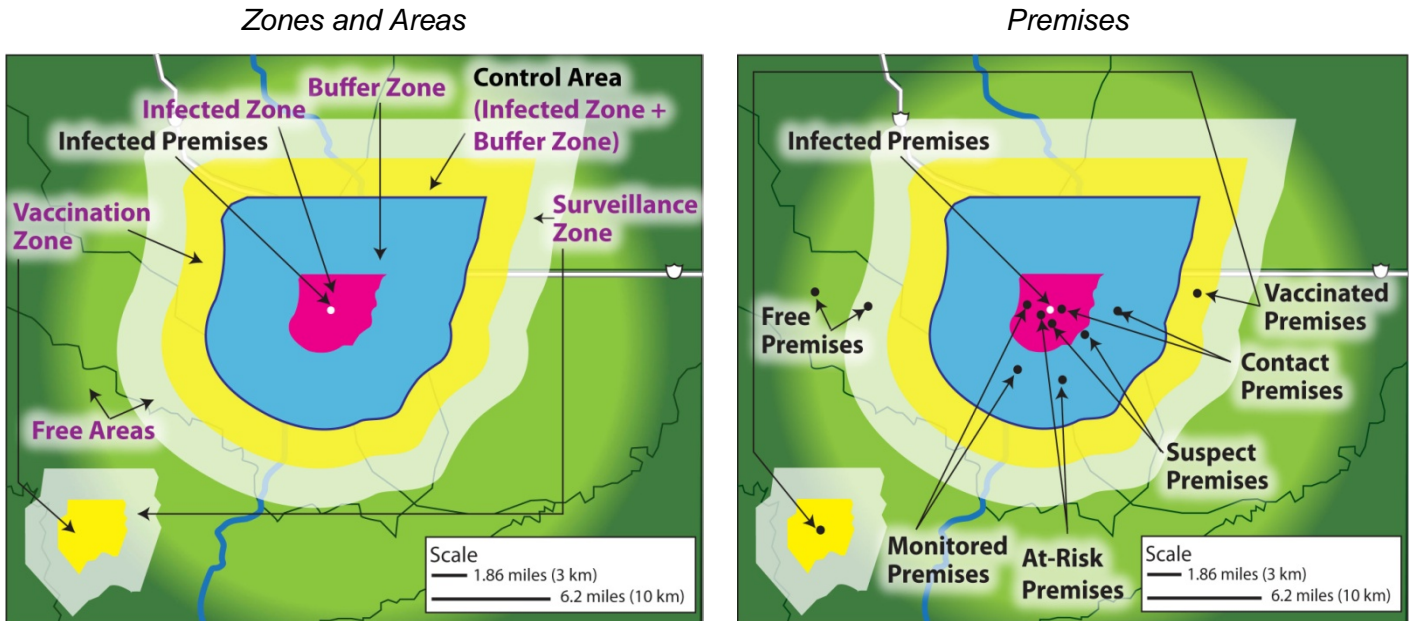 Zones and Areas
Buffer Zone
Control Area
(Infected Zone +
Buffer Zone)
Infected Zone
Infected Premises
Vaccination
Zone
Surveillance
Zone
Free Areas
Scale
1.86 miles (3 km)
6.2 miles (10 km)
Premises
Infected Premises
Free
Premises
Vaccinated
Premises
Contact
Premises
Suspect
Premises
Monitored
Premises
At-Risk
Premises
Scale
1.86 miles (3 km)
6.2 miles (10 km)